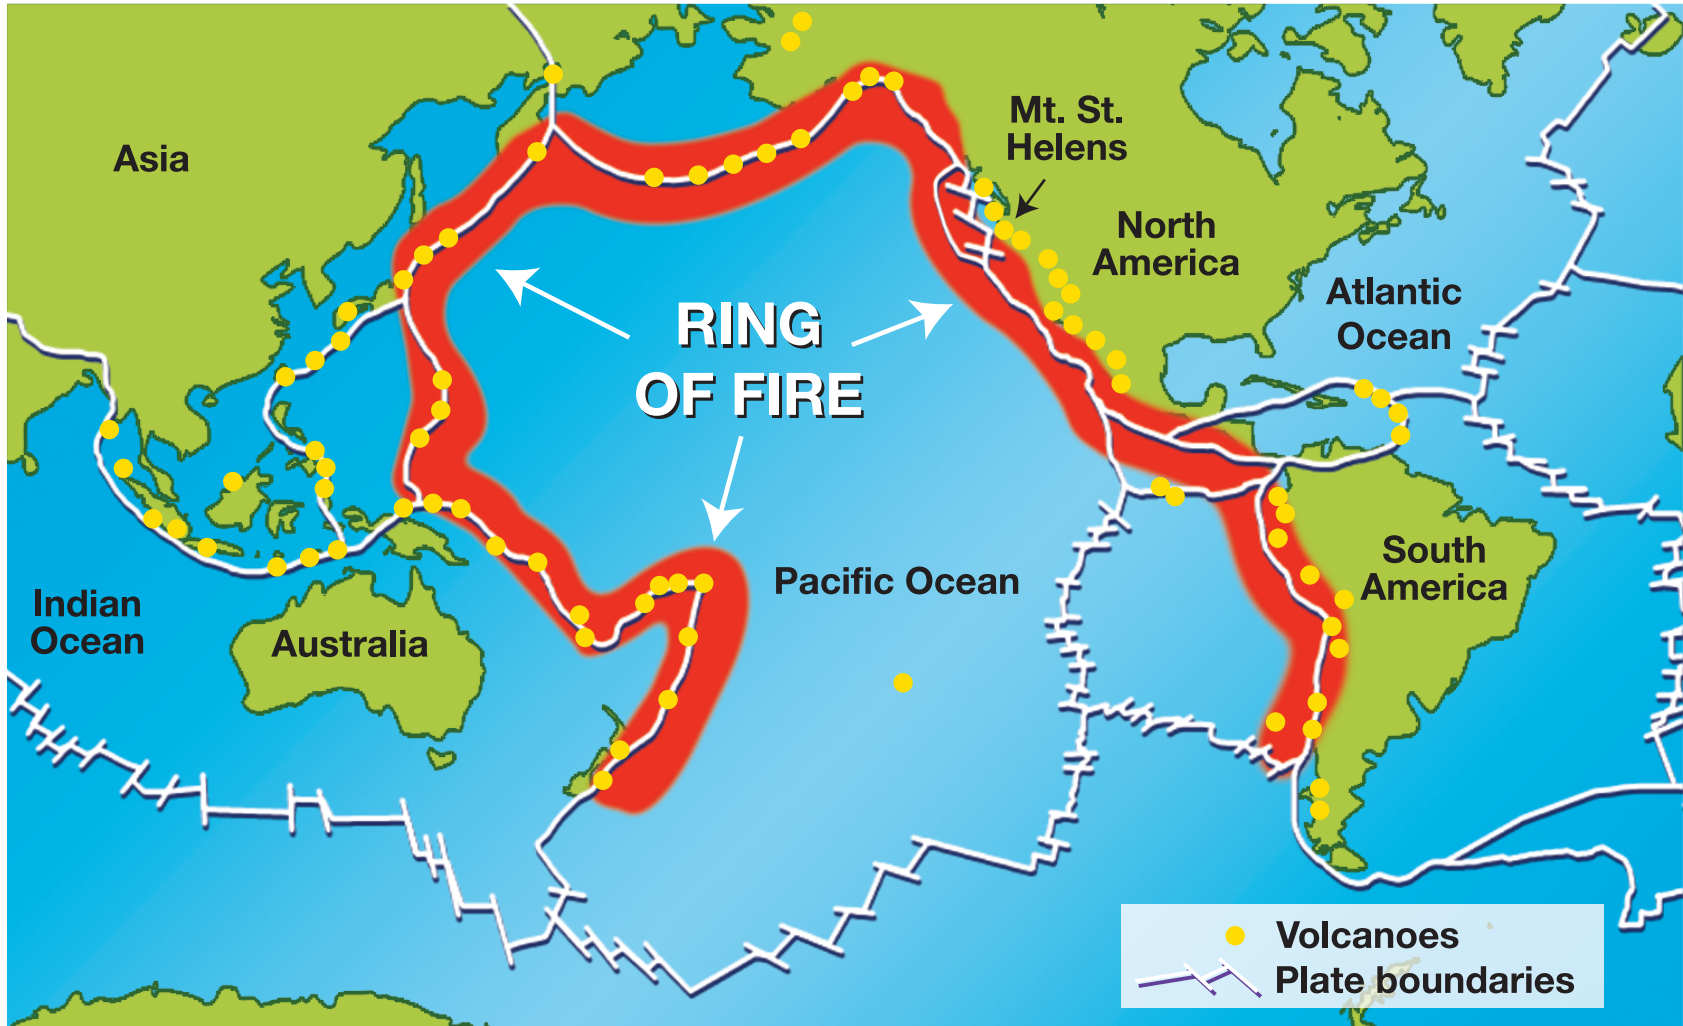 Asia
Mt. St.
Helens
North
America
Atlantic
Ocean
RING
OF FIRE
Pacific Ocean
South
America
Indian
Ocean
Australia
Volcanoes
Plate boundaries